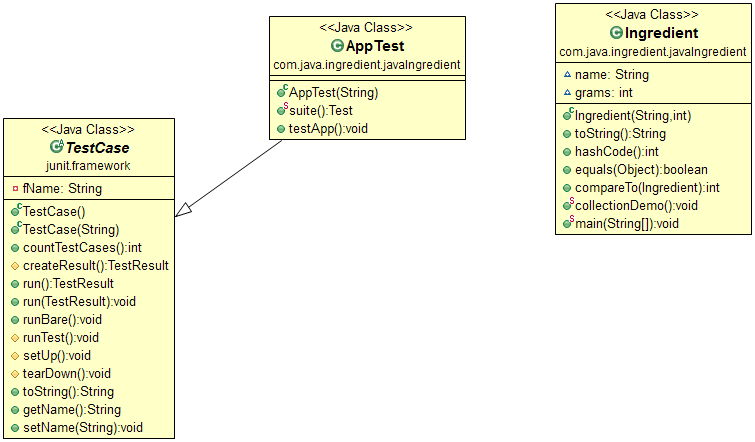 <<Java Class>>
TestCase
junit.framework
fName: String
TestCase()
TestCase(String)
countTestCases():int
createResult():TestResult
run():TestResult
run(TestResult):void
runBare():void
runTest():void
setUp():void
tearDown():void
toString():String
getName():String
setName(String):void
<<Java Class>>
AppTest
com.java.ingredient.javaIngredient
AppTest(String)
suite():Test
testApp():void
<<Java Class>>
Ingredient
com.java.ingredient.javaIngredient
name: String
grams: int
Ingredient(String,int)
toString():String
hashCode():int
equals(Object):boolean
compareTo(Ingredient):int
collectionDemo():void
main(String[]):void